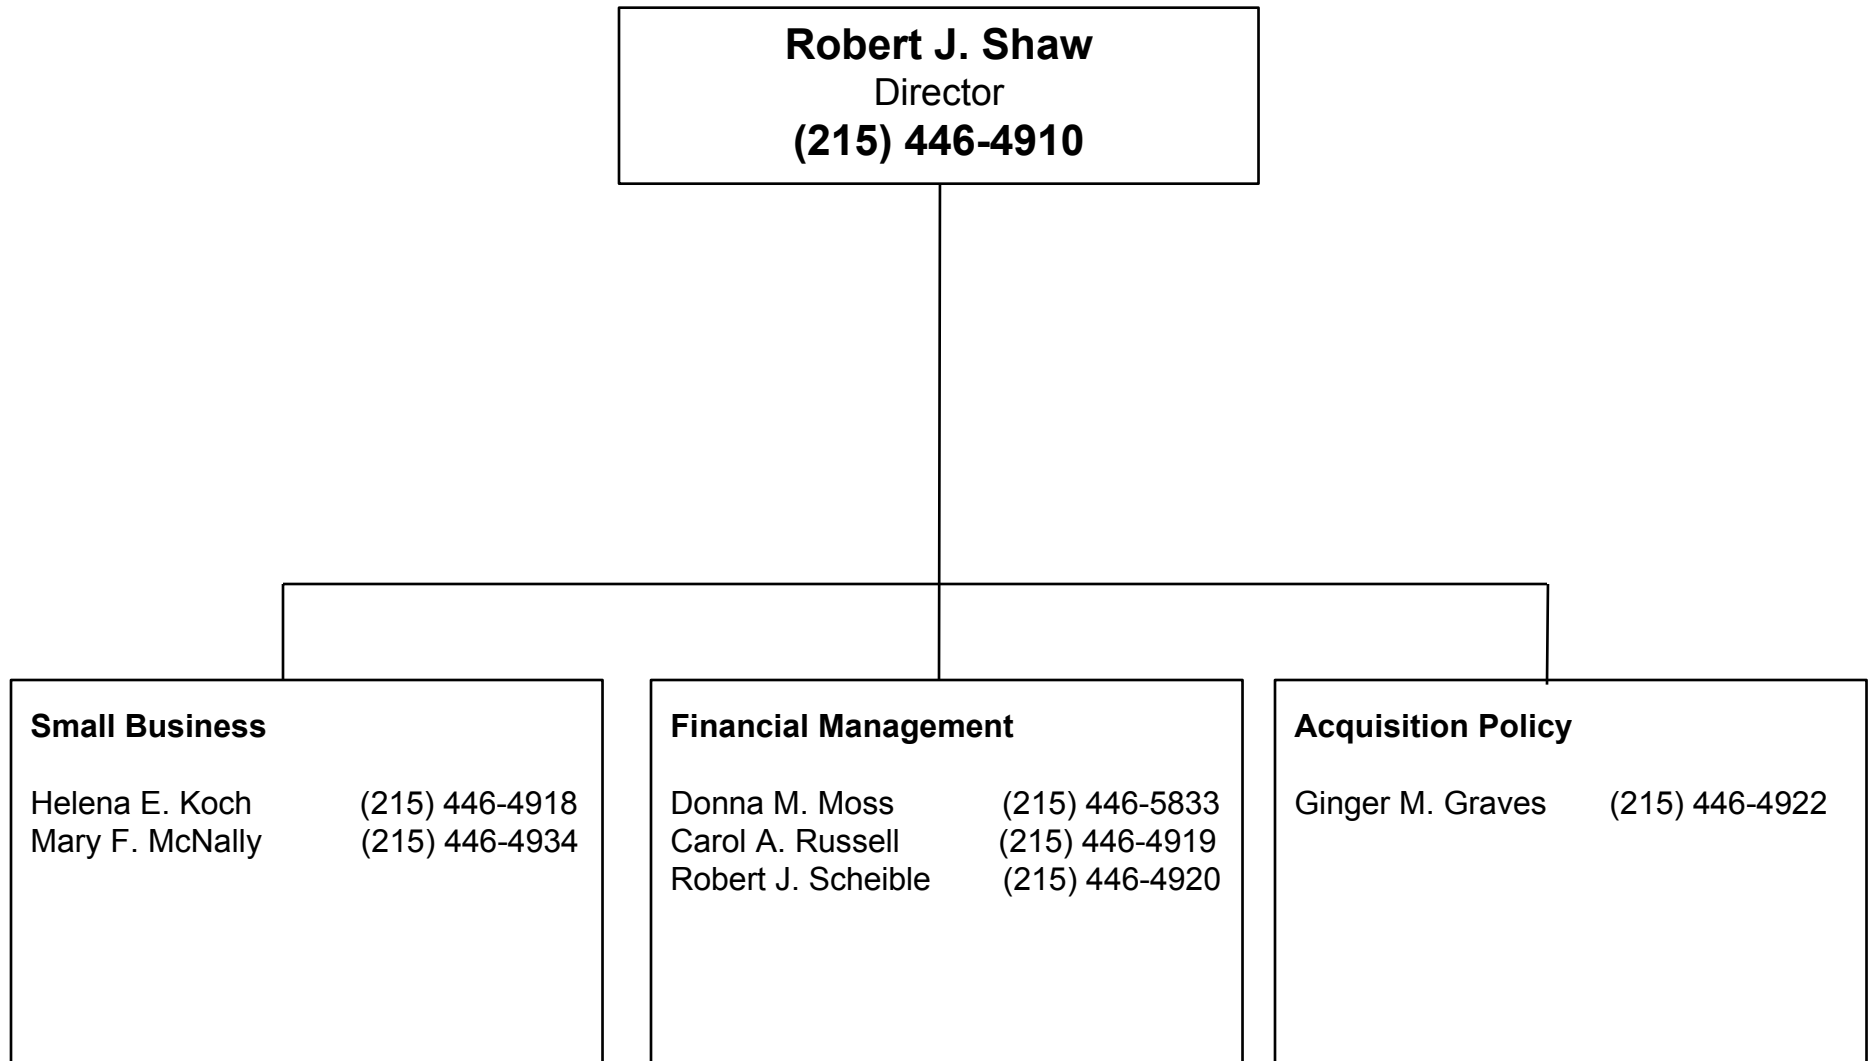 Robert J. Shaw
Director
(215) 446-4910
Small Business
Helena E. Koch (215) 446-4918
Mary F. McNally (215) 446-4934
Financial Management
Donna M. Moss (215) 446-5833
Carol A. Russell (215) 446-4919
Robert J. Scheible (215) 446-4920
Acquisition Policy
Ginger M. Graves (215) 446-4922